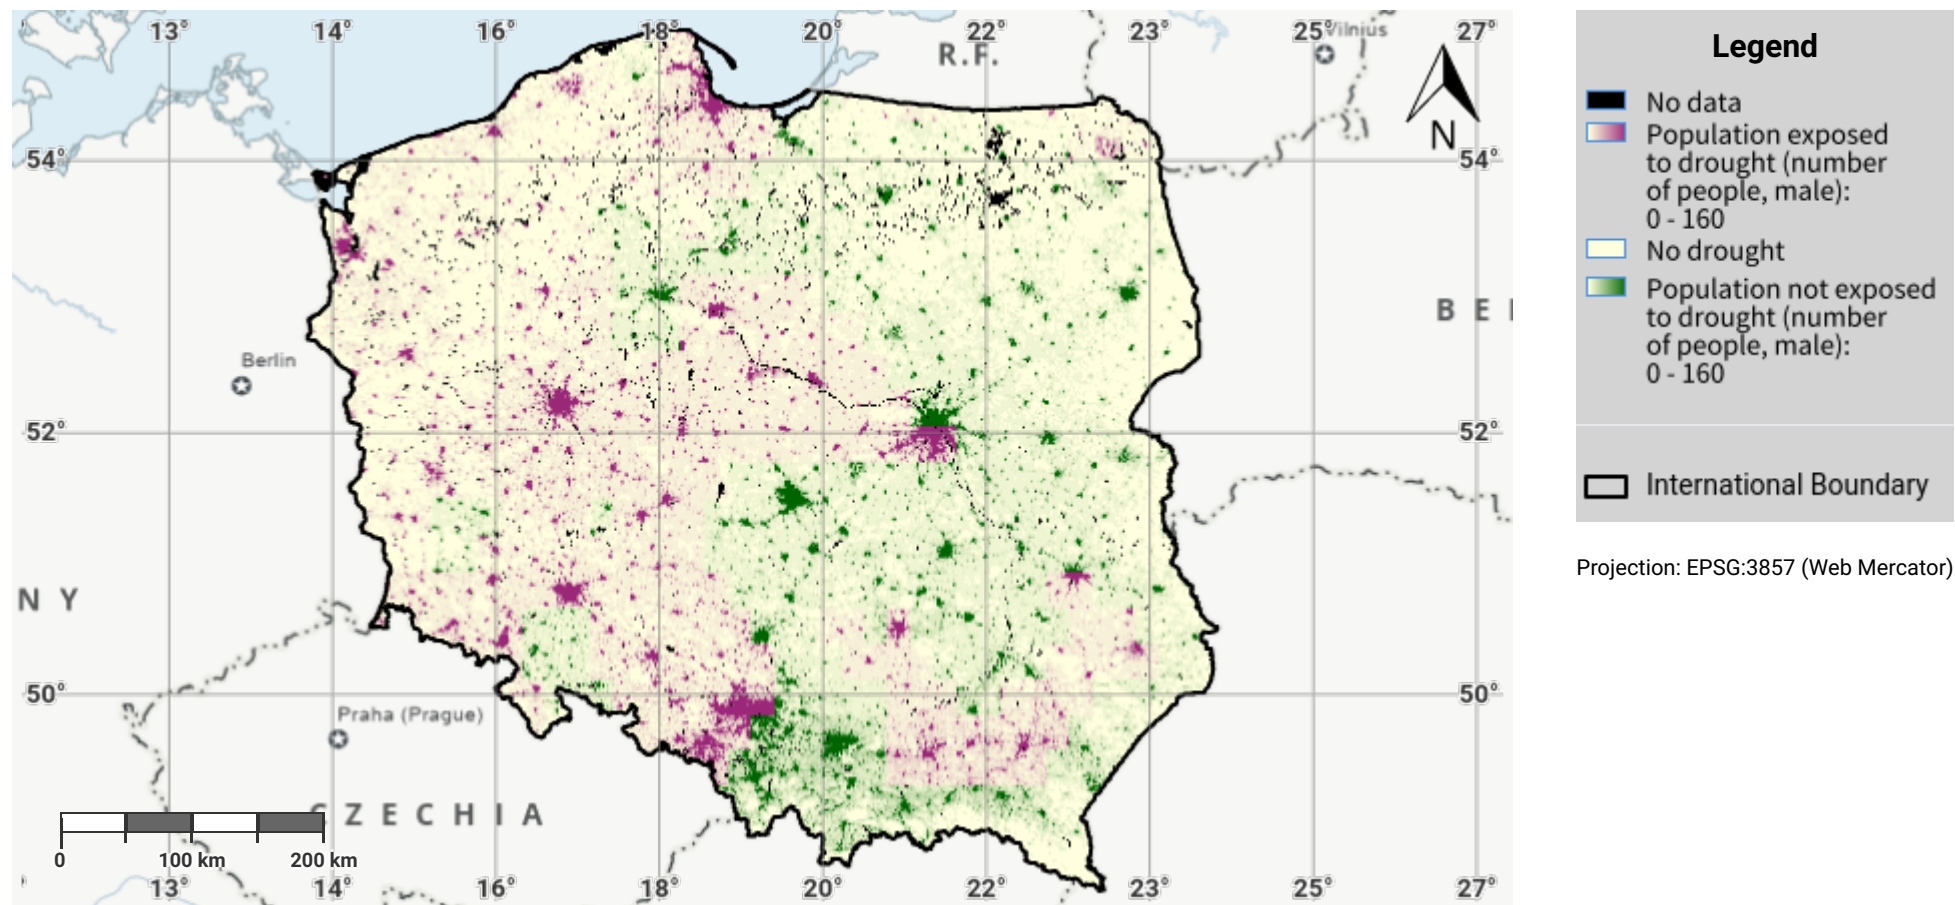 13° 14° 16° 18° 20° 22° 23° 25° 27°
Vilnius
R.F.
54° 54°
B E
Berlin
52° 52°
N Y
50° 50°
Praha (Prague)
C Z E C H I A
0 100 km 200 km
13° 14° 16° 18° 20° 22° 23° 25° 27°
N
Legend
No data
Population exposed
to drought (number
of people, male):
0 - 160
No drought
Population not exposed
to drought (number
of people, male):
0 - 160
International Boundary
Projection: EPSG:3857 (Web Mercator)